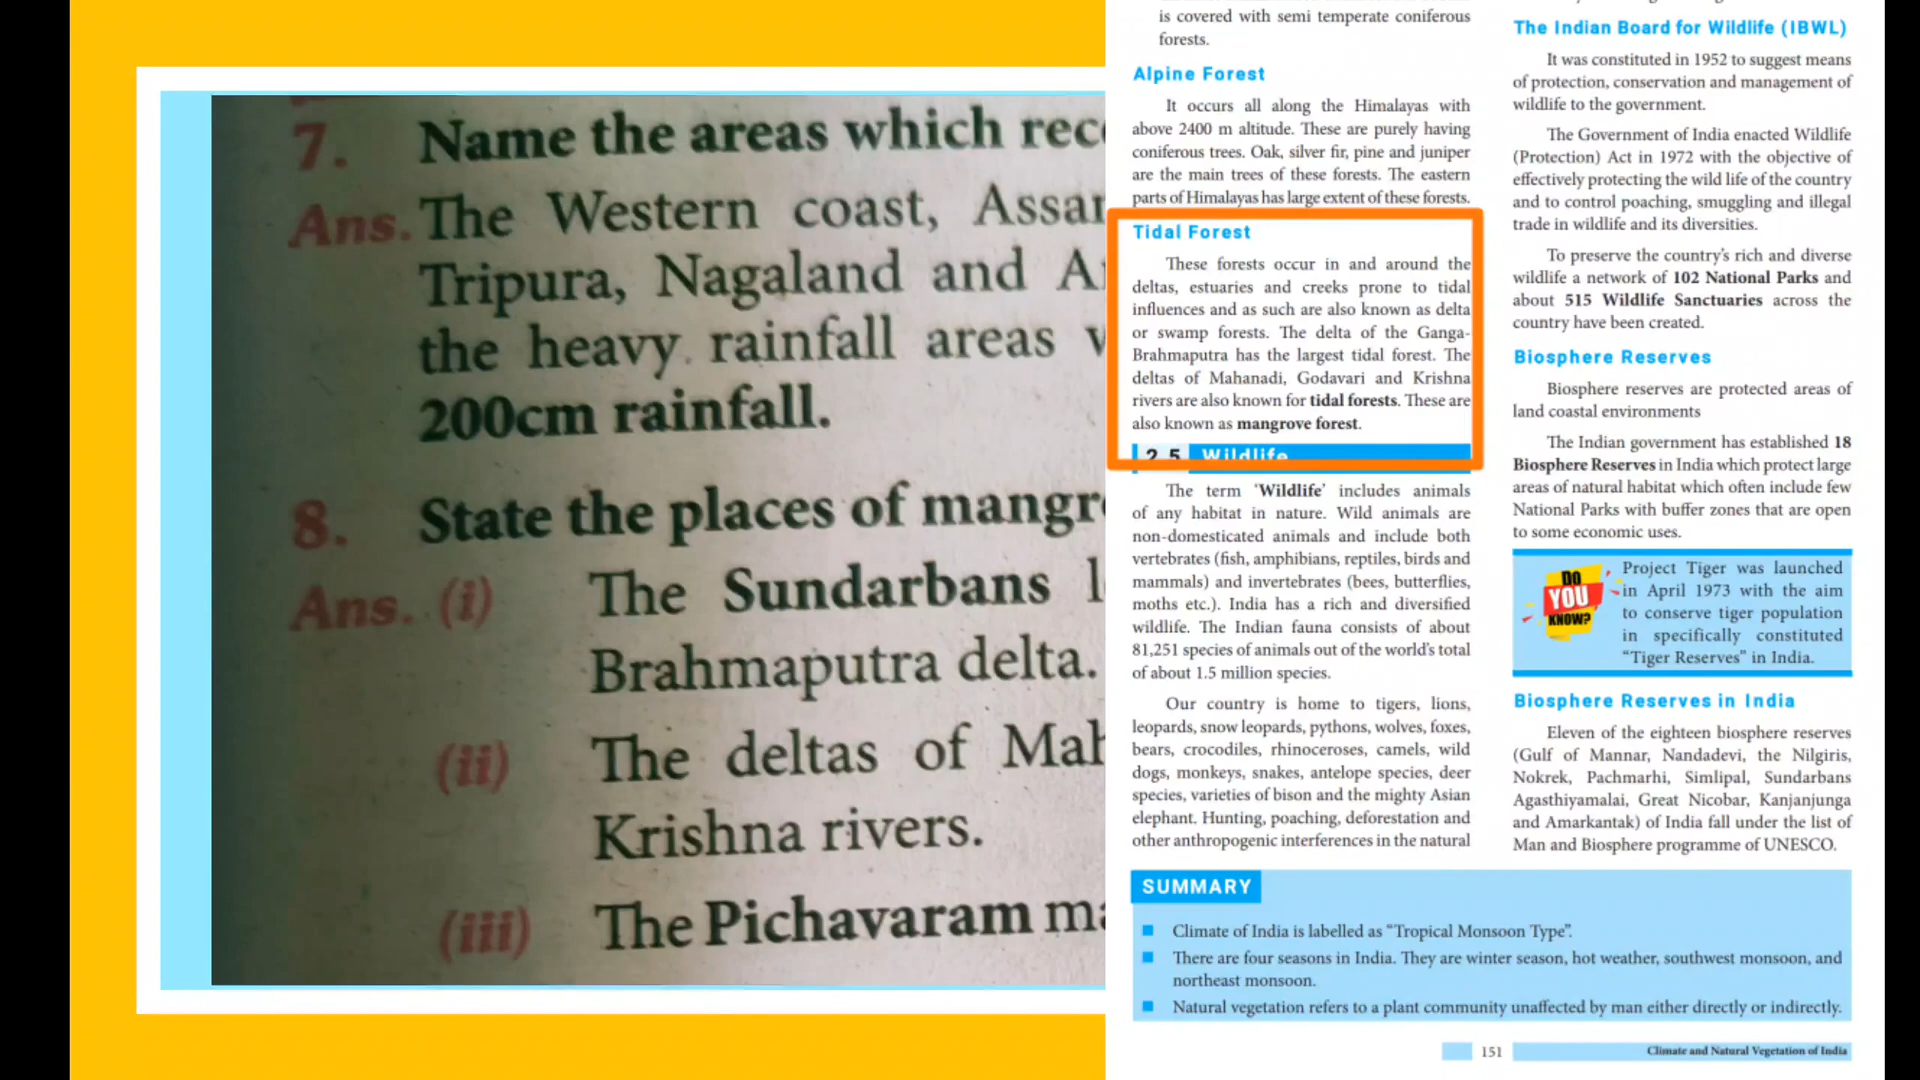 7. Name the areas which rec
Ans. The Western coast, Assa
Tripura, Nagaland and A
the heavy rainfall areas
200cm rainfall.
8. State the places of mangr
Ans. (i) The Sundarbans
Brahmaputra delta.
(ii) The deltas of Mah
Krishna rivers.
(iii) The Pichavaram ma
is covered with semi temperate coniferous
forests.
Alpine Forest
It occurs all along the Himalayas with
above 2400 m altitude. These are purely having
coniferous trees. Oak, silver fir, pine and juniper
are the main trees of these forests. The eastern
parts of Himalayas has large extent of these forests.
Tidal Forest
These forests occur in and around the
deltas, estuaries and creeks prone to tidal
influences and as such are also known as delta
or swamp forests. The delta of the Ganga-
Brahmaputra has the largest tidal forest. The
deltas of Mahanadi, Godavari and Krishna
rivers are also known for tidal forests. These are
also known as mangrove forest.
2.5 Wildlife
The term ‘Wildlife’ includes animals
of any habitat in nature. Wild animals are
non-domesticated animals and include both
vertebrates (fish, amphibians, reptiles, birds and
mammals) and invertebrates (bees, butterflies,
moths etc.). India has a rich and diversified
wildlife. The Indian fauna consists of about
81,251 species of animals out of the world’s total
of about 1.5 million species.
Our country is home to tigers, lions,
leopards, snow leopards, pythons, wolves, foxes,
bears, crocodiles, rhinoceroses, camels, wild
dogs, monkeys, snakes, antelope species, deer
species, varieties of bison and the mighty Asian
elephant. Hunting, poaching, deforestation and
other anthropogenic interferences in the natural
The Indian Board for Wildlife (IBWL)
It was constituted in 1952 to suggest means
of protection, conservation and management of
wildlife to the government.
The Government of India enacted Wildlife
(Protection) Act in 1972 with the objective of
effectively protecting the wild life of the country
and to control poaching, smuggling and illegal
trade in wildlife and its diversities.
To preserve the country’s rich and diverse
wildlife a network of 102 National Parks and
about 515 Wildlife Sanctuaries across the
country have been created.
Biosphere Reserves
Biosphere reserves are protected areas of
land coastal environments
The Indian government has established 18
Biosphere Reserves in India which protect large
areas of natural habitat which often include few
National Parks with buffer zones that are open
to some economic uses.
DO
YOU
KNOW?
Project Tiger was launched
in April 1973 with the aim
to conserve tiger population
in specifically constituted
“Tiger Reserves” in India.
Biosphere Reserves in India
Eleven of the eighteen biosphere reserves
(Gulf of Mannar, Nandadevi, the Nilgiris,
Nokrek, Pachmarhi, Simlipal, Sundarbans
Agasthiyamalai, Great Nicobar, Kanjanjunga
and Amarkantak) of India fall under the list of
Man and Biosphere programme of UNESCO.
SUMMARY
Climate of India is labelled as “Tropical Monsoon Type”.
There are four seasons in India. They are winter season, hot weather, southwest monsoon, and
northeast monsoon.
Natural vegetation refers to a plant community unaffected by man either directly or indirectly.
151
Climate and Natural Vegetation of India